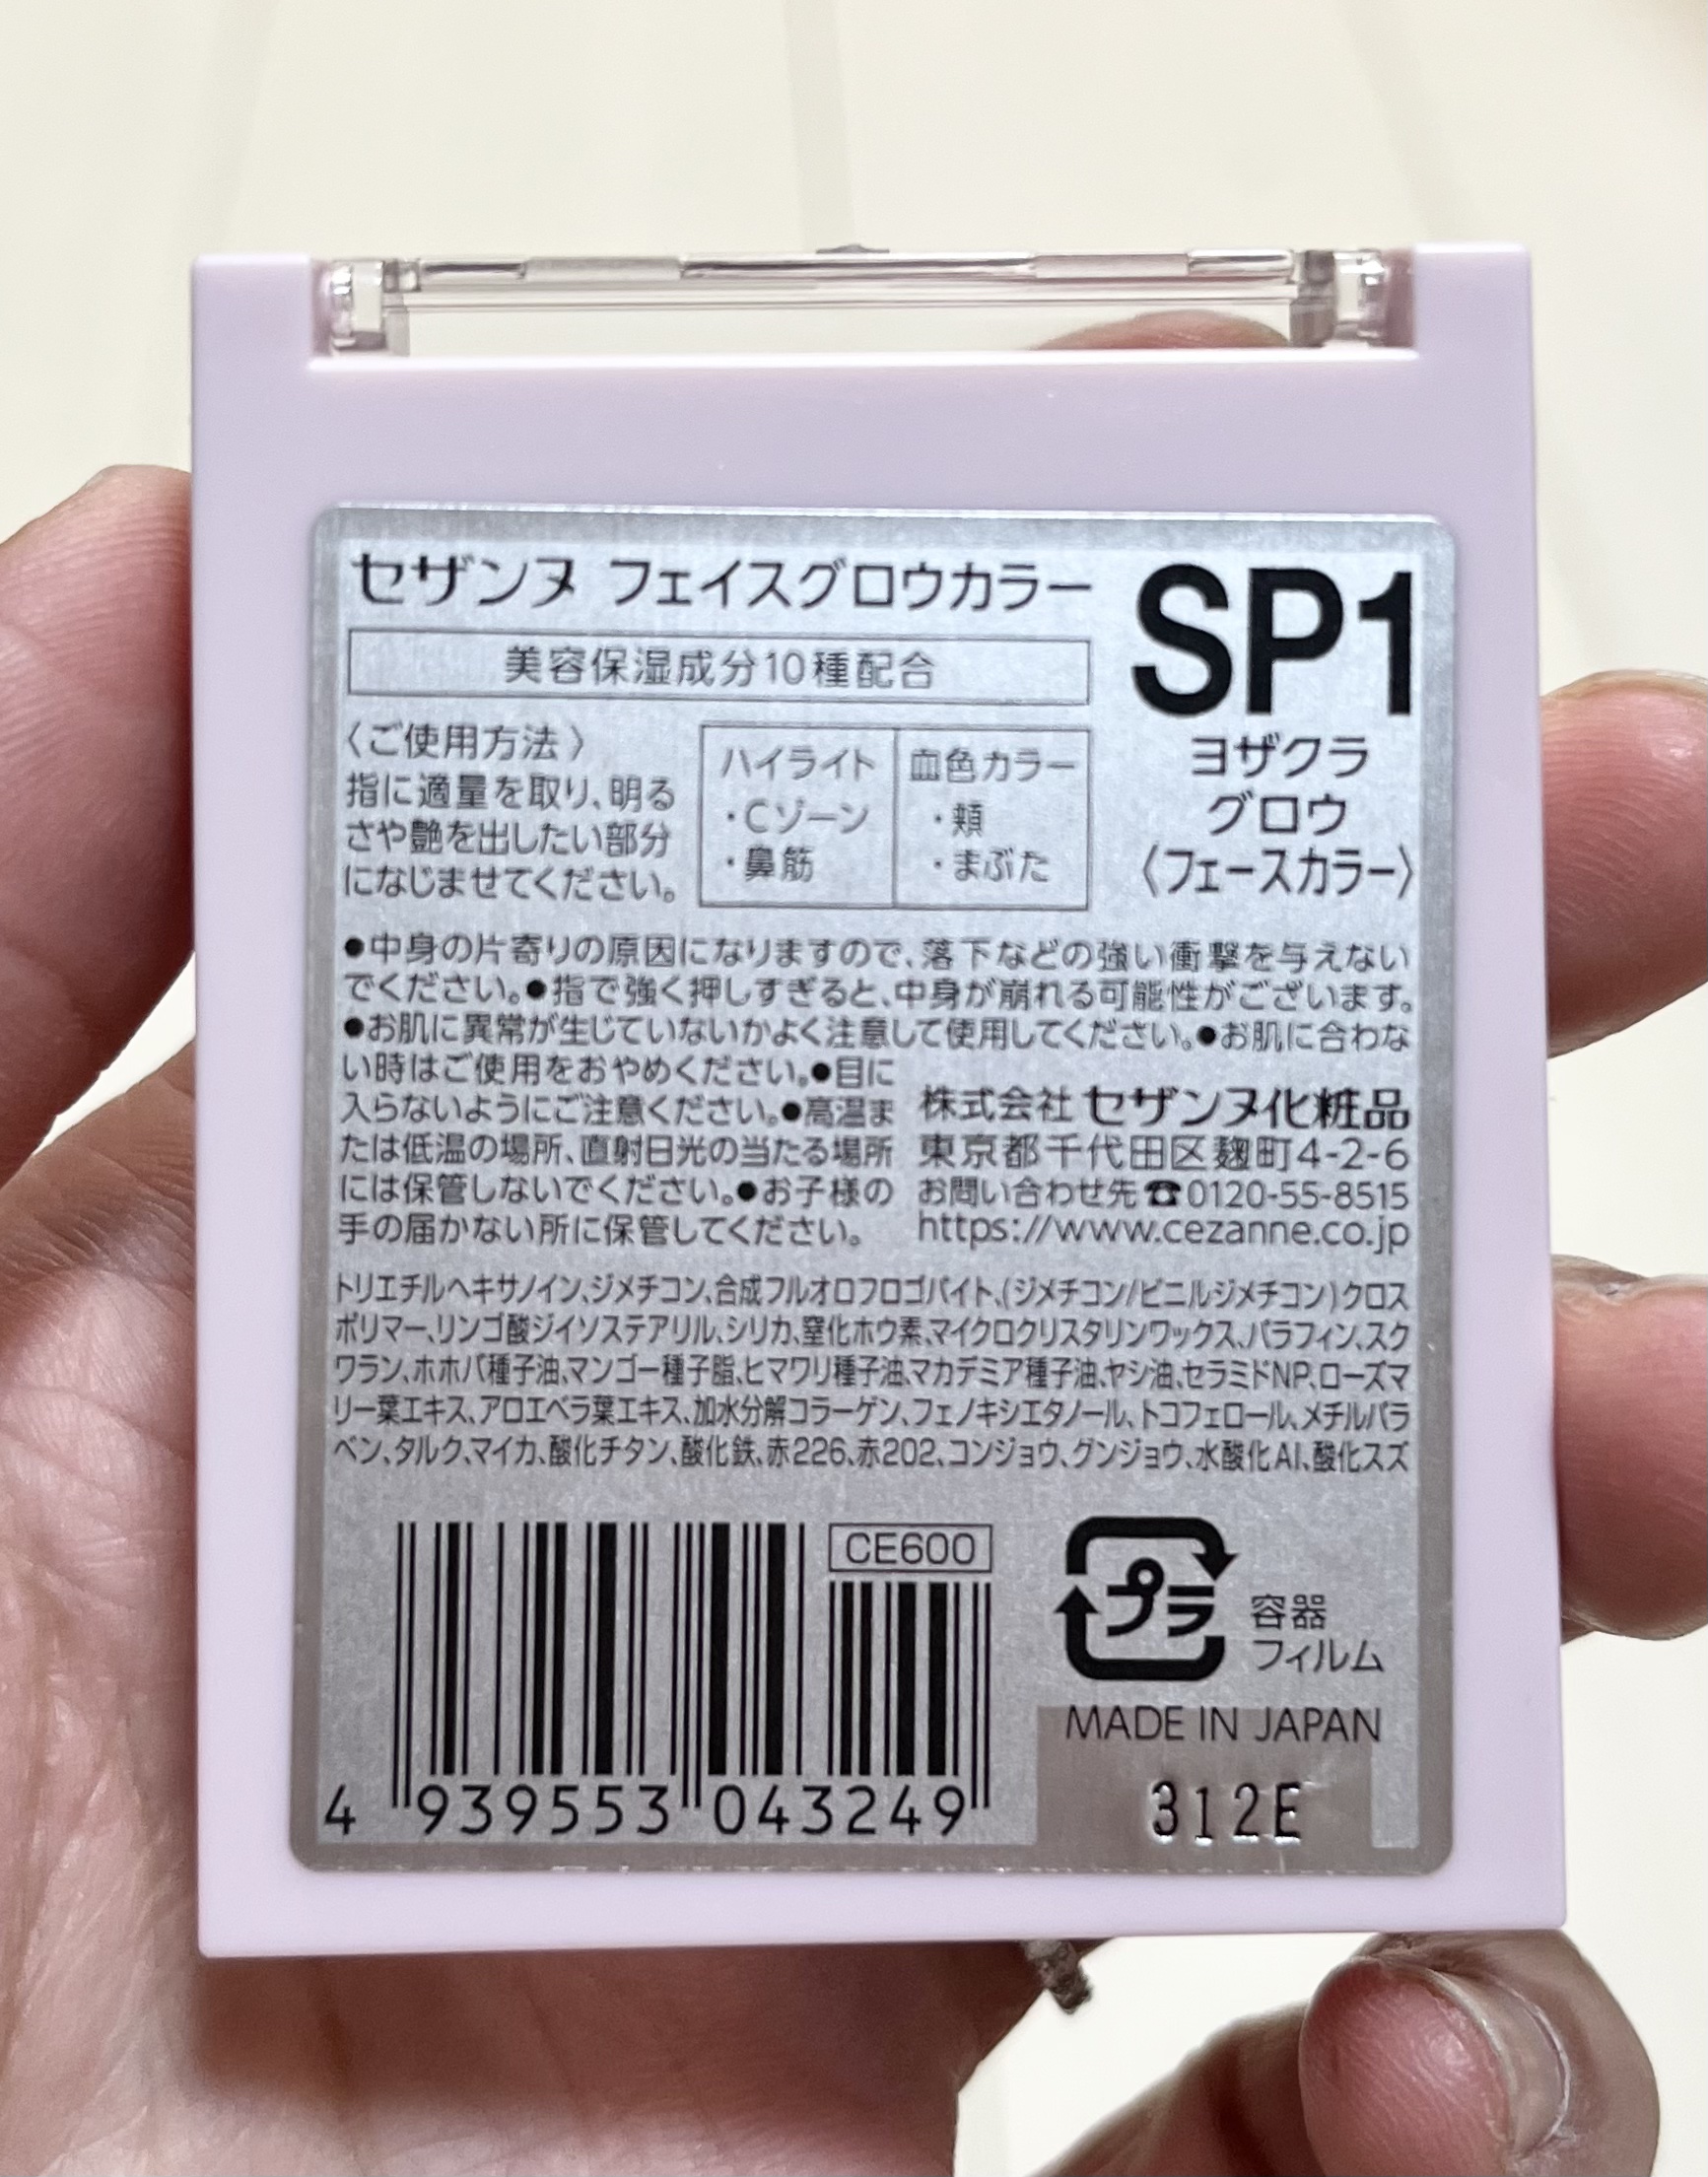 セザンヌ フェイスグロウカラー
SP1
美容保湿成分10種配合
ヨザクラ
グロウ
〈フェースカラー〉
〈ご使用方法〉
指に適量を取り、明る
さや艶を出したい部分
になじませてください。
ハイライト
・Cゾーン
・鼻筋
血色カラー
・頬
・まぶた
●中身の片寄りの原因になりますので、落下などの強い衝撃を与えない
でください。●指で強く押しすぎると、中身が崩れる可能性がございます。
●お肌に異常が生じていないかよく注意して使用してください。●お肌に合わな
い時はご使用をおやめください。●目に
入らないようにご注意ください。●高温ま
たは低温の場所、直射日光の当たる場所
には保管しないでください。●お子様の
手の届かない所に保管してください。
株式会社 セザンヌ化粧品
東京都千代田区麹町4-2-6
お問い合わせ先☎0120-55-8515
https://www.cezanne.co.jp
トリエチルヘキサノイン、ジメチコン、合成フルオロフロゴパイト、(ジメチコン/ビニルジメチコン)クロス
ポリマー、リンゴ酸ジイソステアリル、シリカ、窒化ホウ素、マイクロクリスタリンワックス、パラフィン、スク
ワラン、ホホバ種子油、マンゴー種子脂、ヒマワリ種子油、マカデミア種子油、ヤシ油、セラミドNP、ローズマ
リー葉エキス、アロエベラ葉エキス、加水分解コラーゲン、フェノキシエタノール、トコフェロール、メチルパラ
ベン、タルク、マイカ、酸化チタン、酸化鉄、赤226、赤202、コンジョウ、グンジョウ、水酸化Al、酸化スズ
CE600
プラ
容器
フィルム
MADE IN JAPAN
4 939553 043249
312E